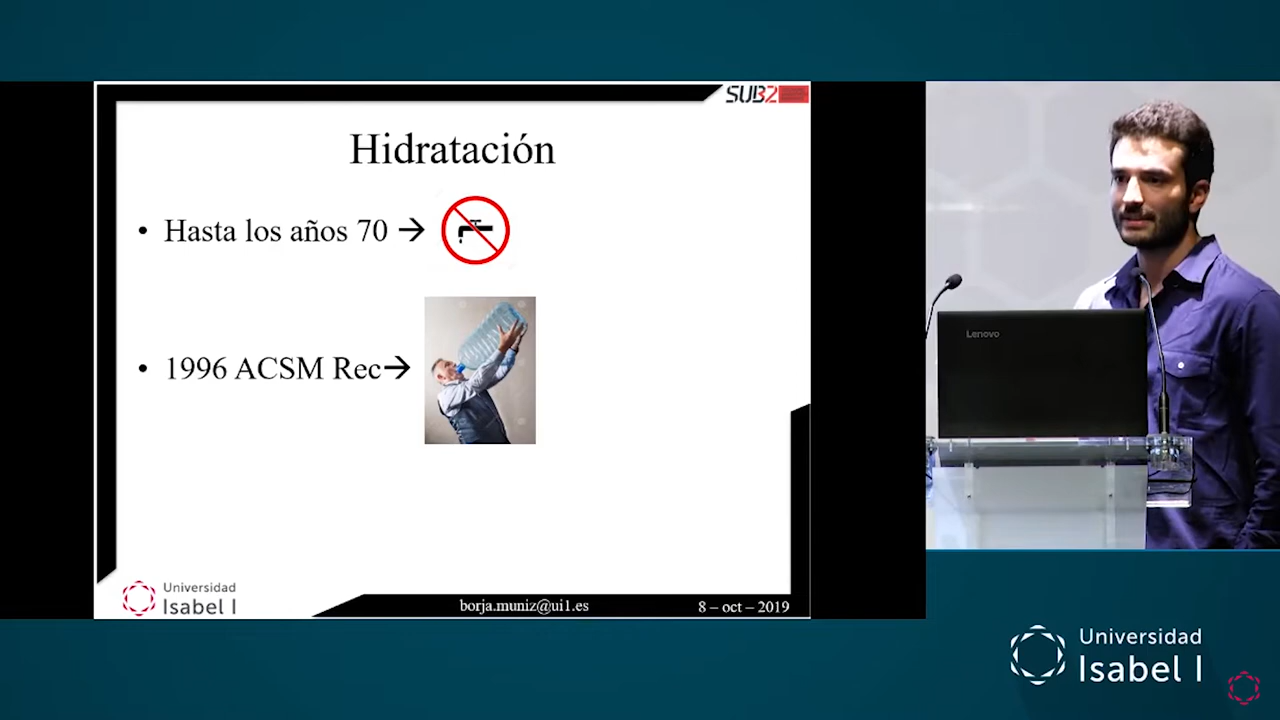 SUB2
Hidratación
• Hasta los años 70 →
• 1996 ACSM Rec→
Universidad
Isabel I
borja.muniz@ui1.es
8 – oct – 2019
Lenovo
Universidad
Isabel I